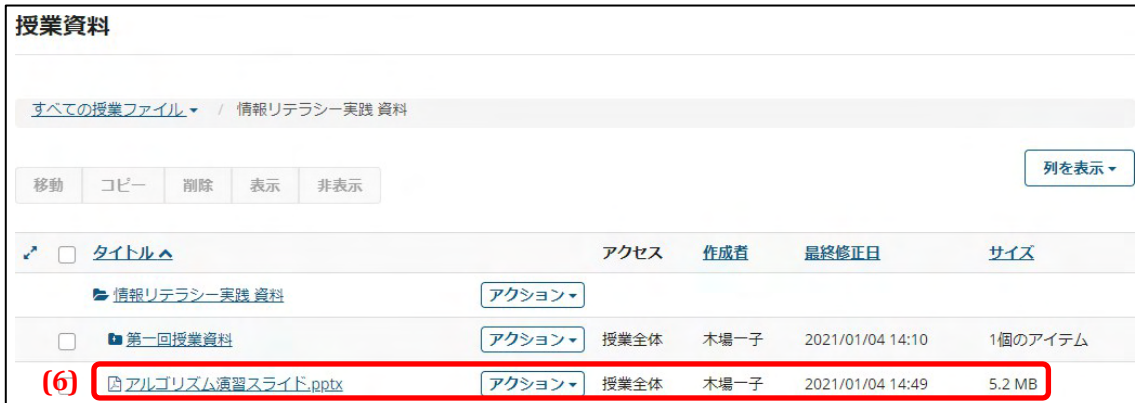 授業資料
すべての授業ファイル / 情報リテラシー実践 資料
列を表示
移動 コピー 削除 表示 非表示
タイトル アクセス 作成者 最終修正日 サイズ
情報リテラシー実践 資料 アクション
第一回授業資料 アクション 授業全体 木場一子 2021/01/04 14:10 1個のアイテム
(6) アルゴリズム演習スライド.pptx アクション 授業全体 木場一子 2021/01/04 14:49 5.2 MB